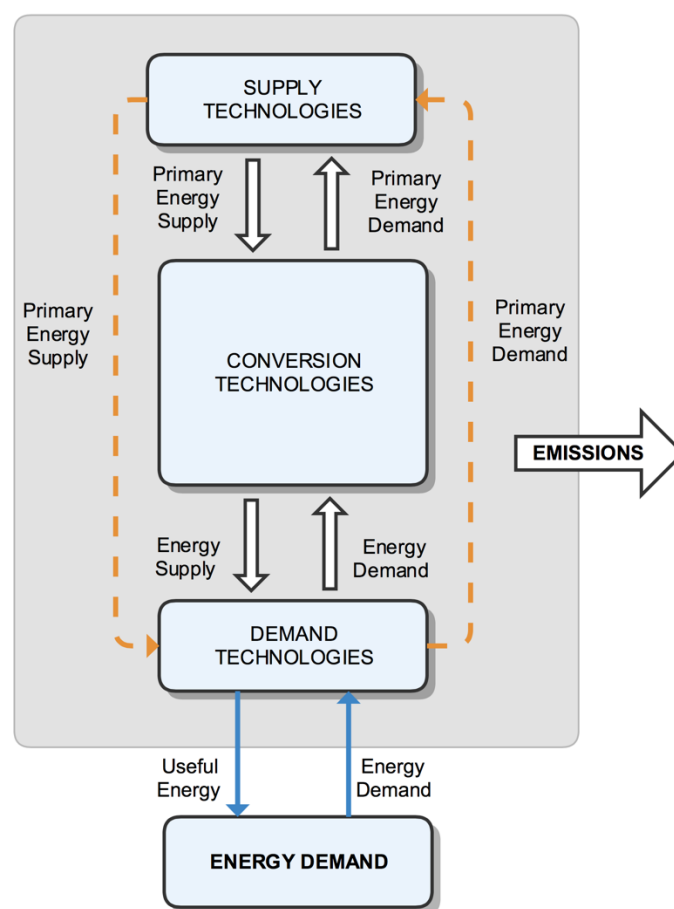 SUPPLY
TECHNOLOGIES
Primary
Energy
Supply
Primary
Energy
Demand
Primary
Energy
Supply
CONVERSION
TECHNOLOGIES
Primary
Energy
Demand
EMISSIONS
Energy
Supply
Energy
Demand
DEMAND
TECHNOLOGIES
Useful
Energy
Energy
Demand
ENERGY DEMAND